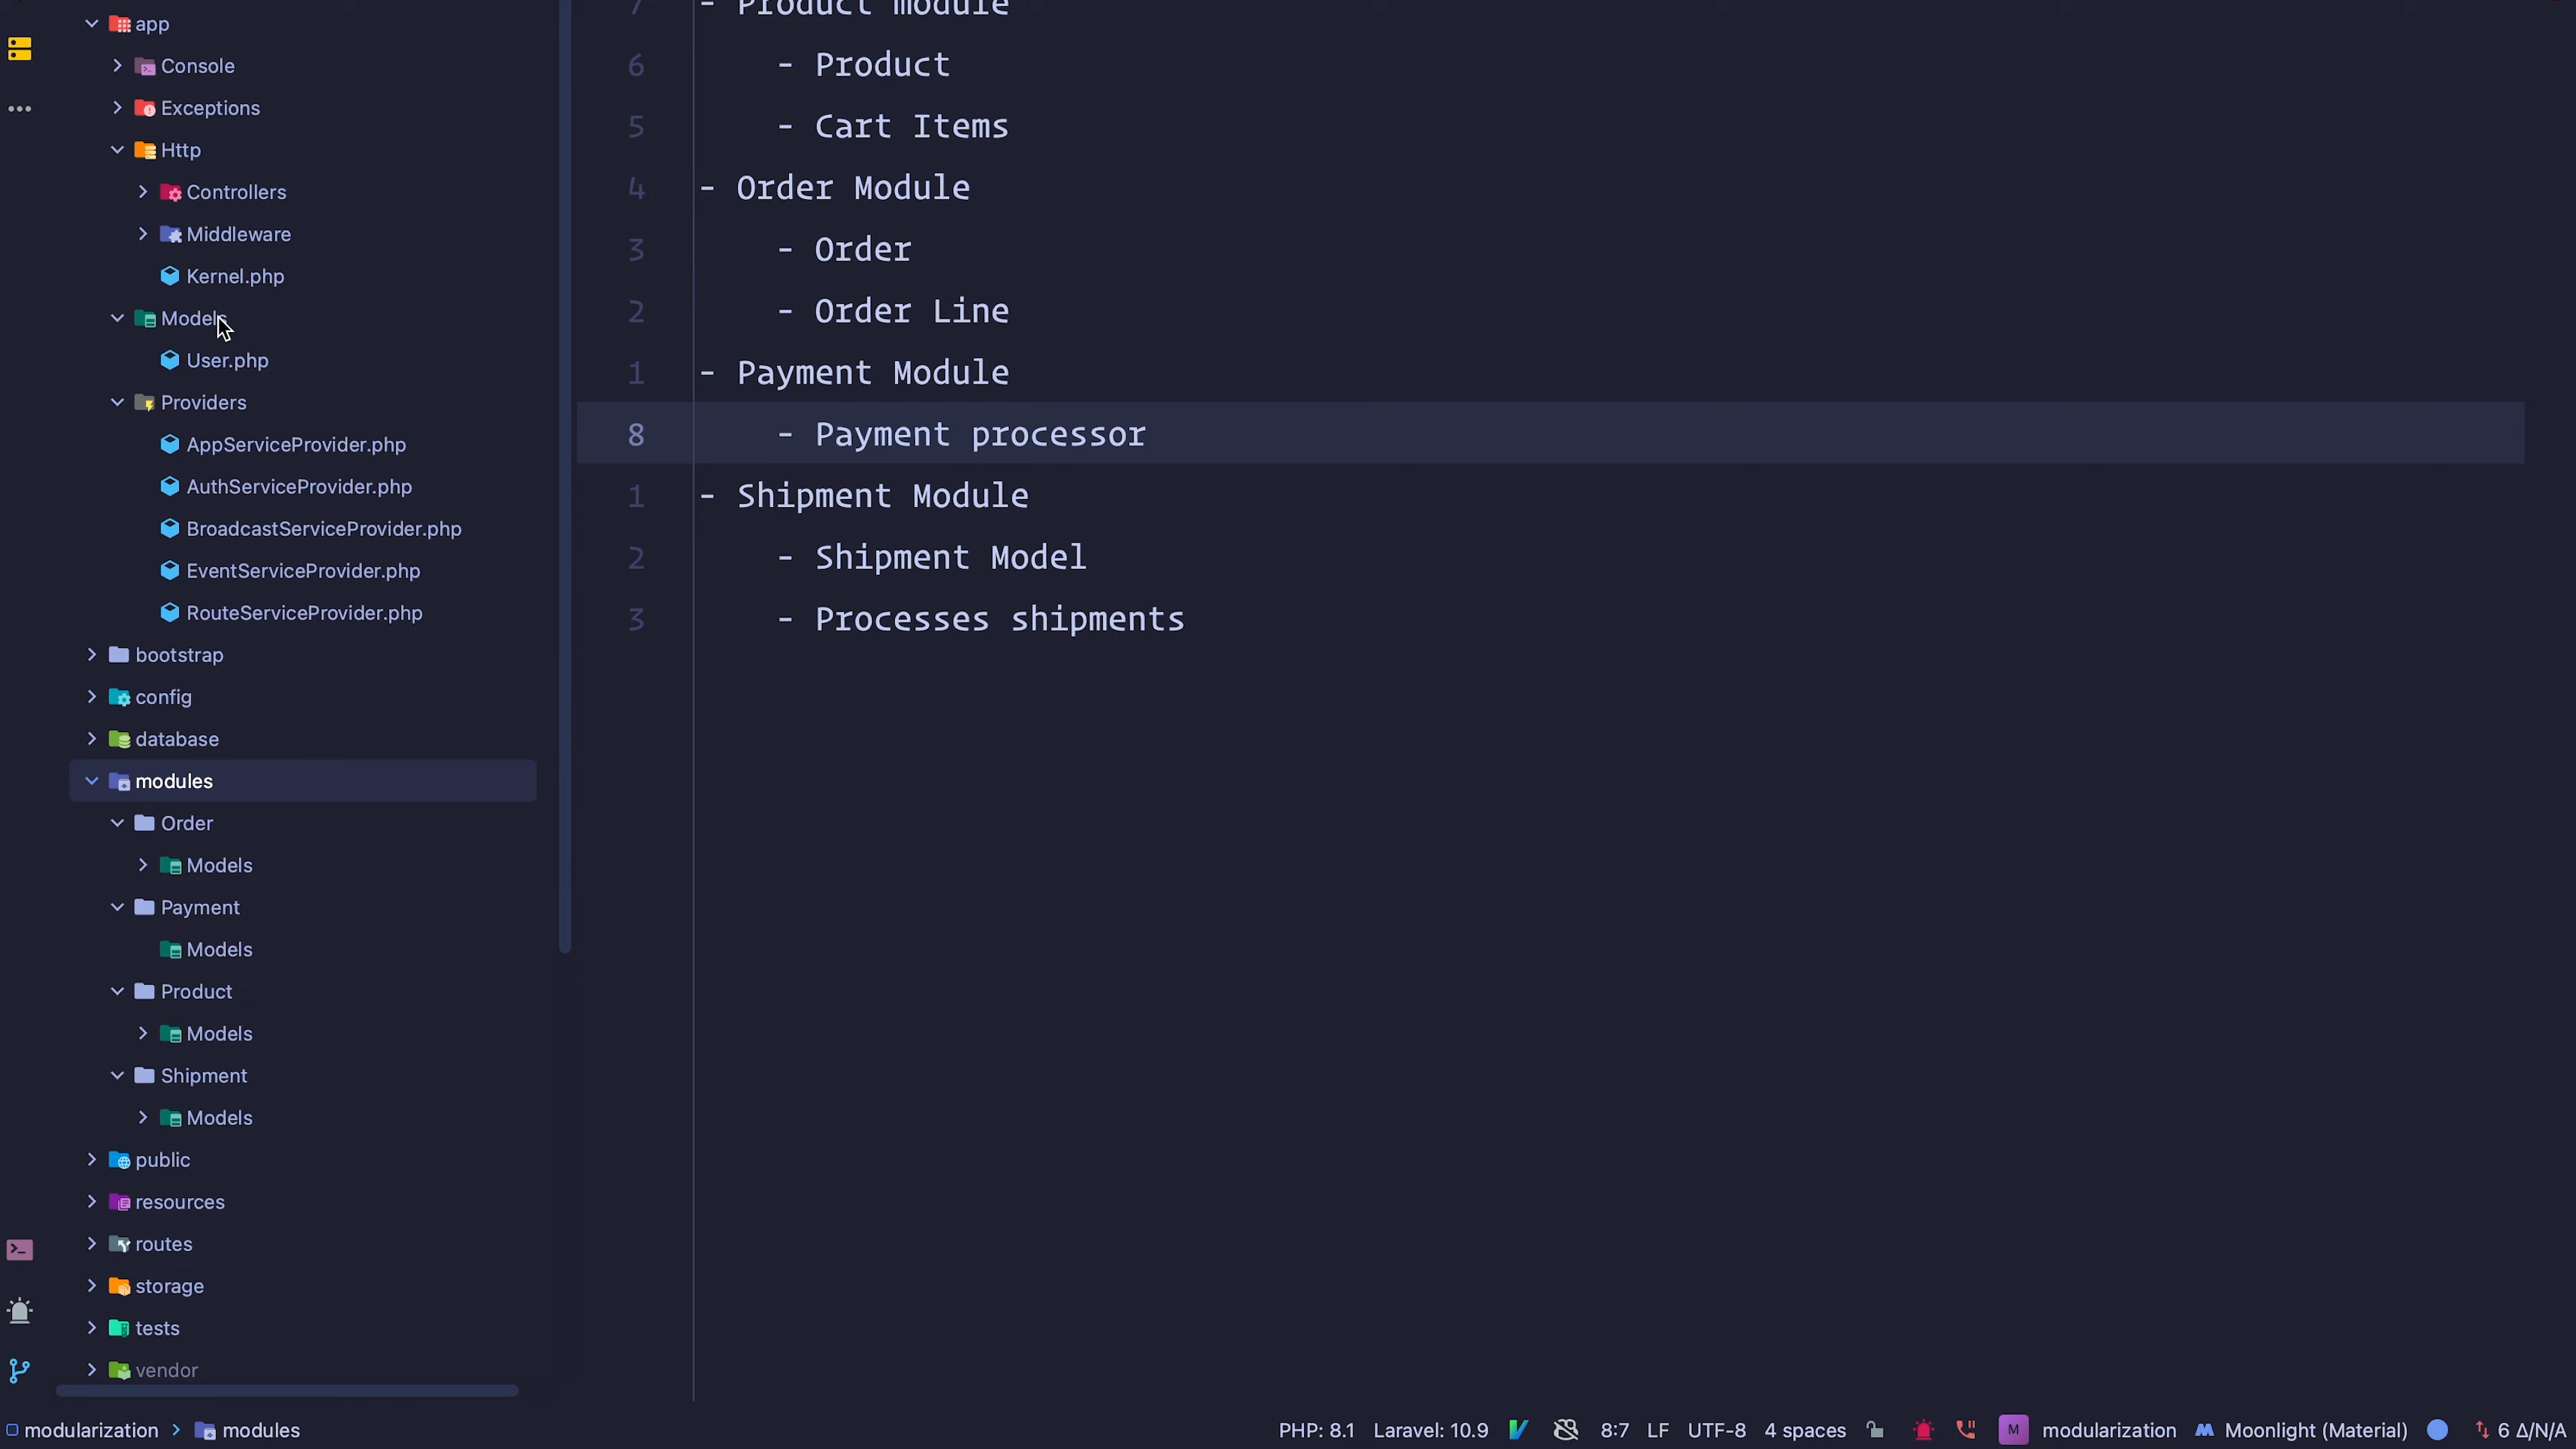 app
Console
Exceptions
Http
Controllers
Middleware
Kernel.php
Models
User.php
Providers
AppServiceProvider.php
AuthServiceProvider.php
BroadcastServiceProvider.php
EventServiceProvider.php
RouteServiceProvider.php
bootstrap
config
database
modules
Order
Models
Payment
Models
Product
Models
Shipment
Models
public
resources
routes
storage
tests
vendor
7 - Product module
6 - Product
5 - Cart Items
4 - Order Module
3 - Order
2 - Order Line
1 - Payment Module
8 - Payment processor
1 - Shipment Module
2 - Shipment Model
3 - Processes shipments
modularization > modules PHP: 8.1 Laravel: 10.9 8:7 LF UTF-8 4 spaces M modularization Moonlight (Material) 6 Δ/N/A